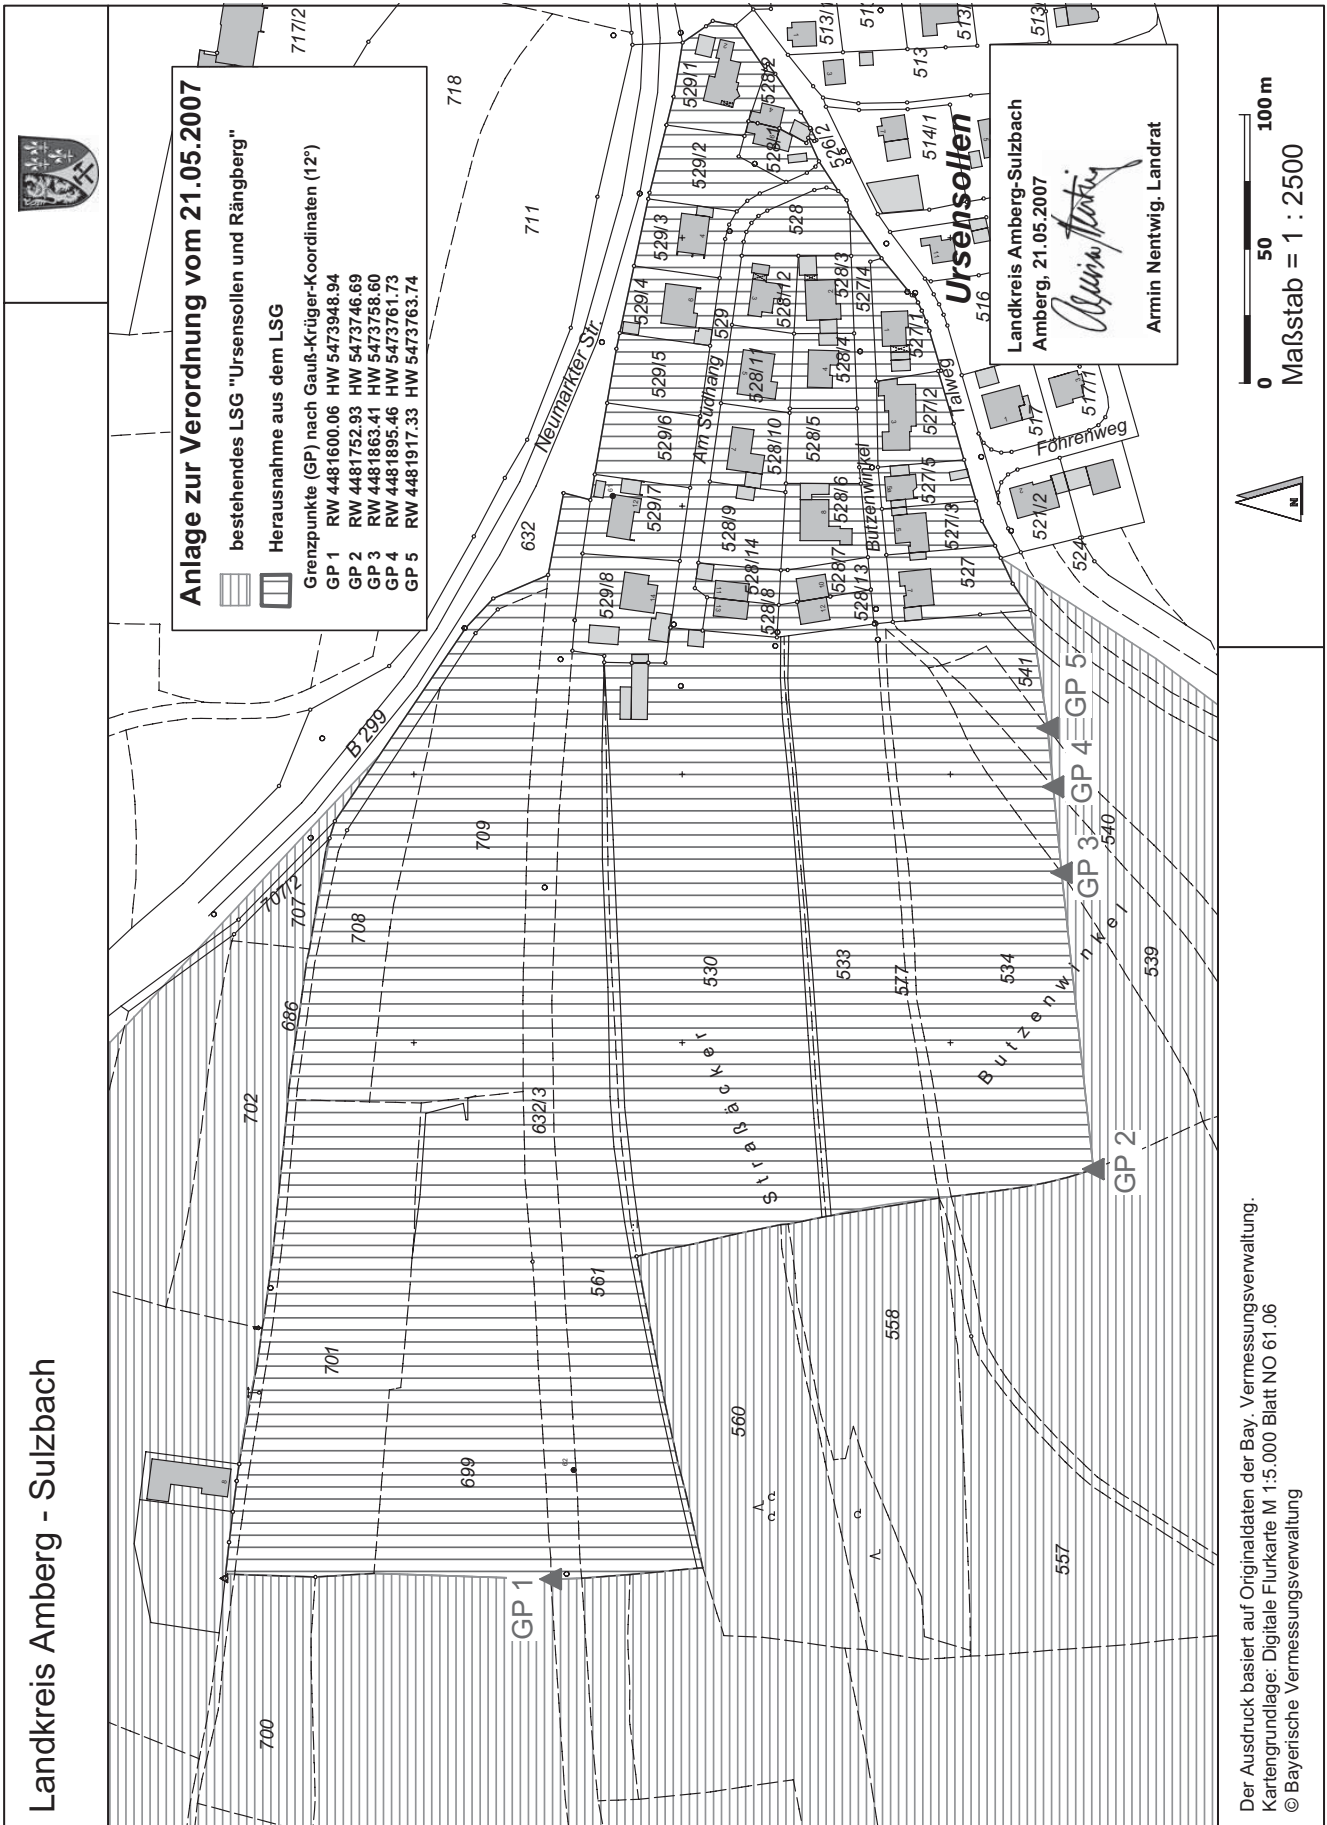 Landkreis Amberg - Sulzbach
Anlage zur Verordnung vom 21.05.2007
bestehendes LSG "Ursensollen und Rängberg"
Herausnahme aus dem LSG
Grenzpunkte (GP) nach Gauß-Krüger-Koordinaten (12°)
GP 1 RW 4481600.06 HW 5473948.94
GP 2 RW 4481752.93 HW 5473746.69
GP 3 RW 4481863.41 HW 5473758.60
GP 4 RW 4481895.46 HW 5473761.73
GP 5 RW 4481917.33 HW 5473763.74
717/2
718
711
632
Neumarkter Str.
B 299
707/2
707
708
709
686
702
632/3
701
699
700
561
560
558
557
530
533
577
534
539
540
541
Straßäcker
Butzenwinkel
GP 1
GP 2
GP 3
GP 4
GP 5
529/1
529/2
529/3
529/4
529/5
529/6
529/7
529/8
529
Am Südhang
528/2
528/1
528
528/3
528/12
528/4
528/11
528/5
528/10
528/6
528/9
528/7
528/14
528/8
528/13
Butzenwinkel
526/2
527/4
527/1
527/2
527/5
527/3
527
Talweg
Föhrenweg
517
517/1
521/2
524
513/1
513
514/1
516
Ursensollen
Landkreis Amberg-Sulzbach
Amberg, 21.05.2007
Armin Nentwig. Landrat
0 50 100 m
Maßstab = 1 : 2500
N
Der Ausdruck basiert auf Originaldaten der Bay. Vermessungsverwaltung.
Kartengrundlage: Digitale Flurkarte M 1:5.000 Blatt NO 61.06
© Bayerische Vermessungsverwaltung